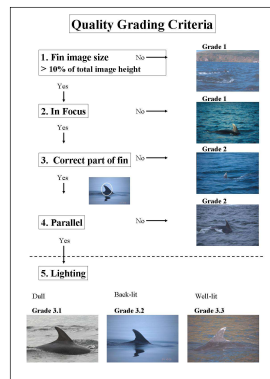 Quality Grading Criteria
1. Fin image size
> 10% of total image height
No
Grade 1
Yes
2. In Focus
No
Grade 1
Yes
3. Correct part of fin
No
Grade 2
Yes
4. Parallel
No
Grade 2
Yes
5. Lighting
Dull
Back-lit
Well-lit
Grade 3.1
Grade 3.2
Grade 3.3